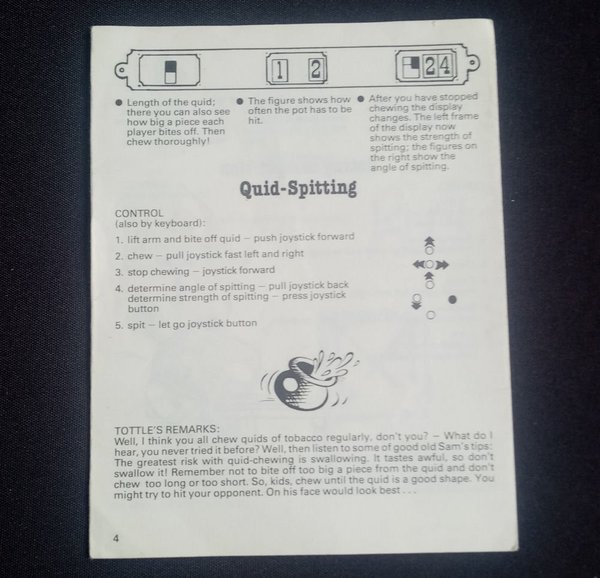 1 2
24
● Length of the quid;
there you can also see
how big a piece each
player bites off. Then
chew thoroughly!
● The figure shows how
often the pot has to be
hit.
● After you have stopped
chewing the display
changes. The left frame
of the display now
shows the strength of
spitting; the figures on
the right show the
angle of spitting.
Quid-Spitting
CONTROL
(also by keyboard):
1. lift arm and bite off quid – push joystick forward
2. chew – pull joystick fast left and right
3. stop chewing – joystick forward
4. determine angle of spitting – pull joystick back
determine strength of spitting – press joystick
button
5. spit – let go joystick button
TOTTLE'S REMARKS:
Well, I think you all chew quids of tobacco regularly, don't you? – What do I
hear, you never tried it before? Well, then listen to some of good old Sam's tips:
The greatest risk with quid-chewing is swallowing. It tastes awful, so don't
swallow it! Remember not to bite off too big a piece from the quid and don't
chew too long or too short. So, kids, chew until the quid is a good shape. You
might try to hit your opponent. On his face would look best . . .
4